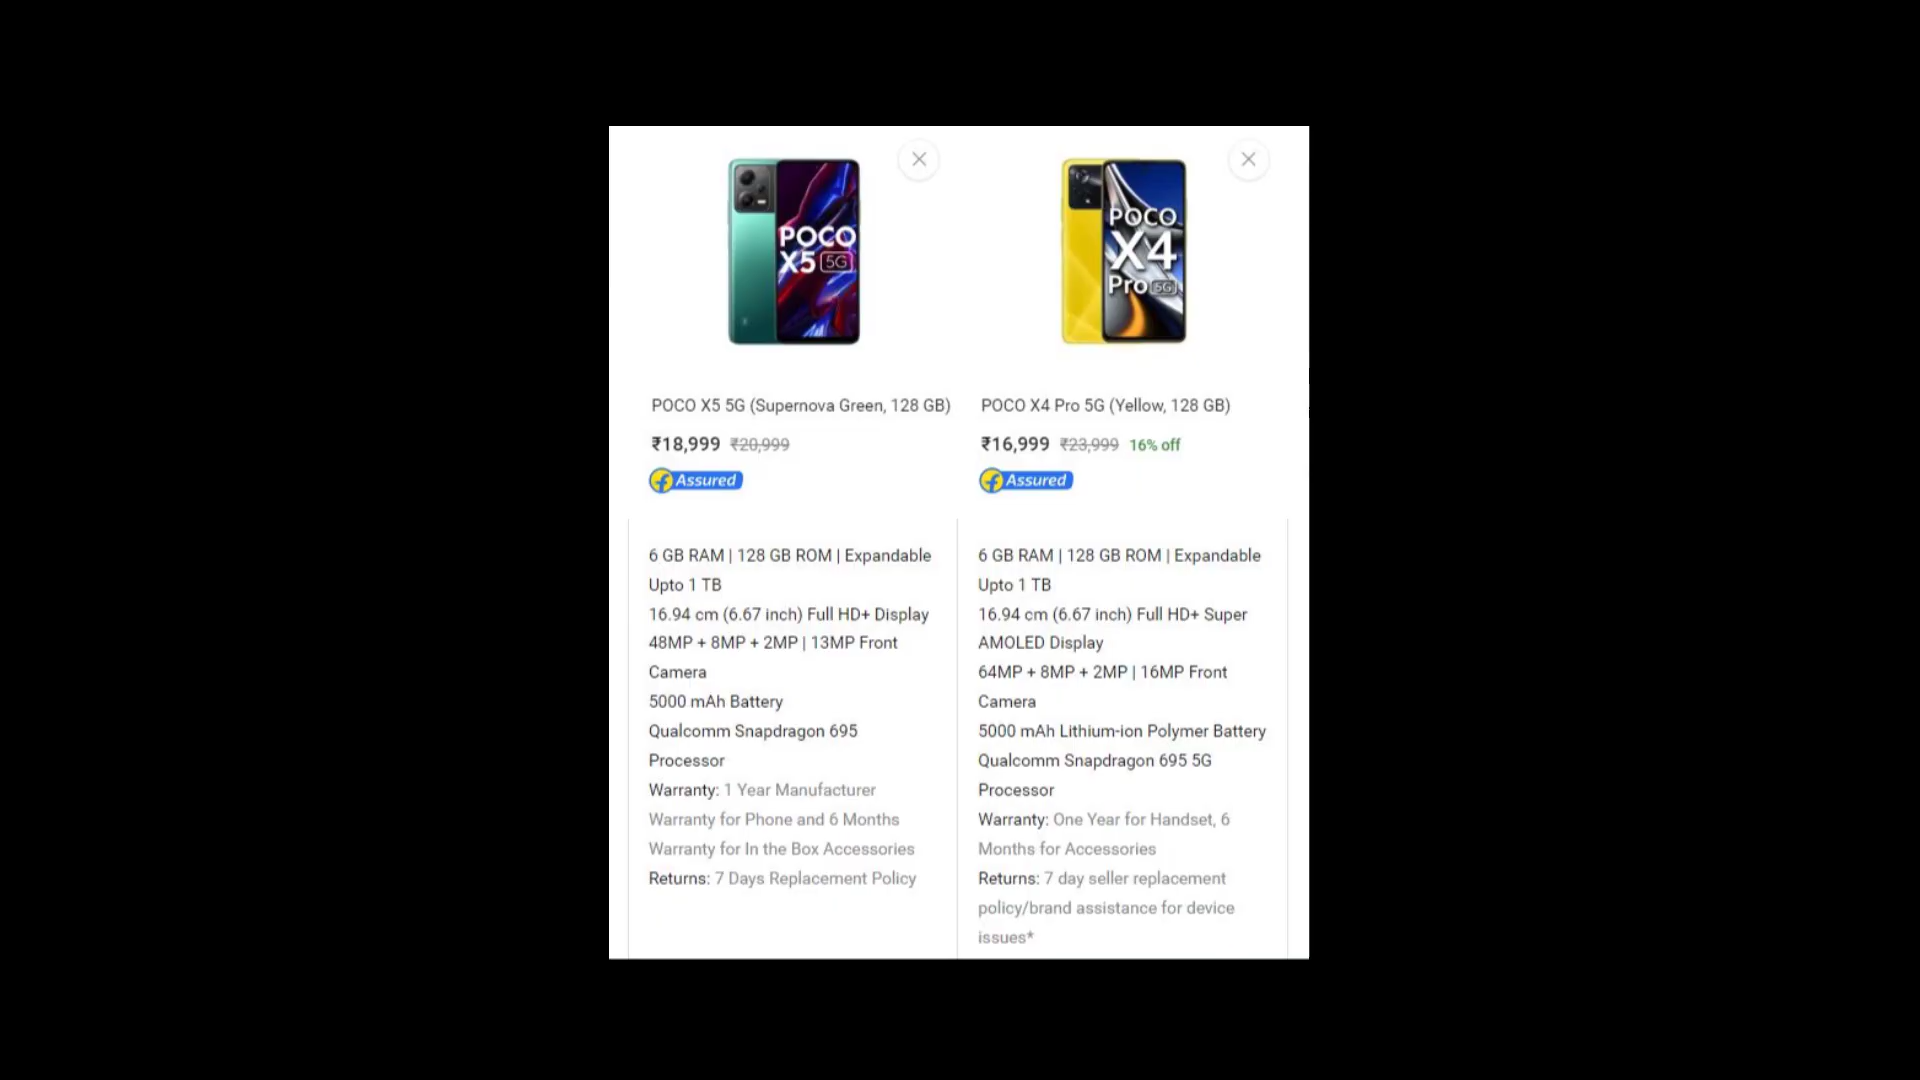 POCO
X5 5G
POCO
X4
Pro 5G
POCO X5 5G (Supernova Green, 128 GB)
₹18,999 ₹20,999
Assured
6 GB RAM | 128 GB ROM | Expandable
Upto 1 TB
16.94 cm (6.67 inch) Full HD+ Display
48MP + 8MP + 2MP | 13MP Front
Camera
5000 mAh Battery
Qualcomm Snapdragon 695
Processor
Warranty: 1 Year Manufacturer
Warranty for Phone and 6 Months
Warranty for In the Box Accessories
Returns: 7 Days Replacement Policy
POCO X4 Pro 5G (Yellow, 128 GB)
₹16,999 ₹23,999 16% off
Assured
6 GB RAM | 128 GB ROM | Expandable
Upto 1 TB
16.94 cm (6.67 inch) Full HD+ Super
AMOLED Display
64MP + 8MP + 2MP | 16MP Front
Camera
5000 mAh Lithium-ion Polymer Battery
Qualcomm Snapdragon 695 5G
Processor
Warranty: One Year for Handset, 6
Months for Accessories
Returns: 7 day seller replacement
policy/brand assistance for device
issues*